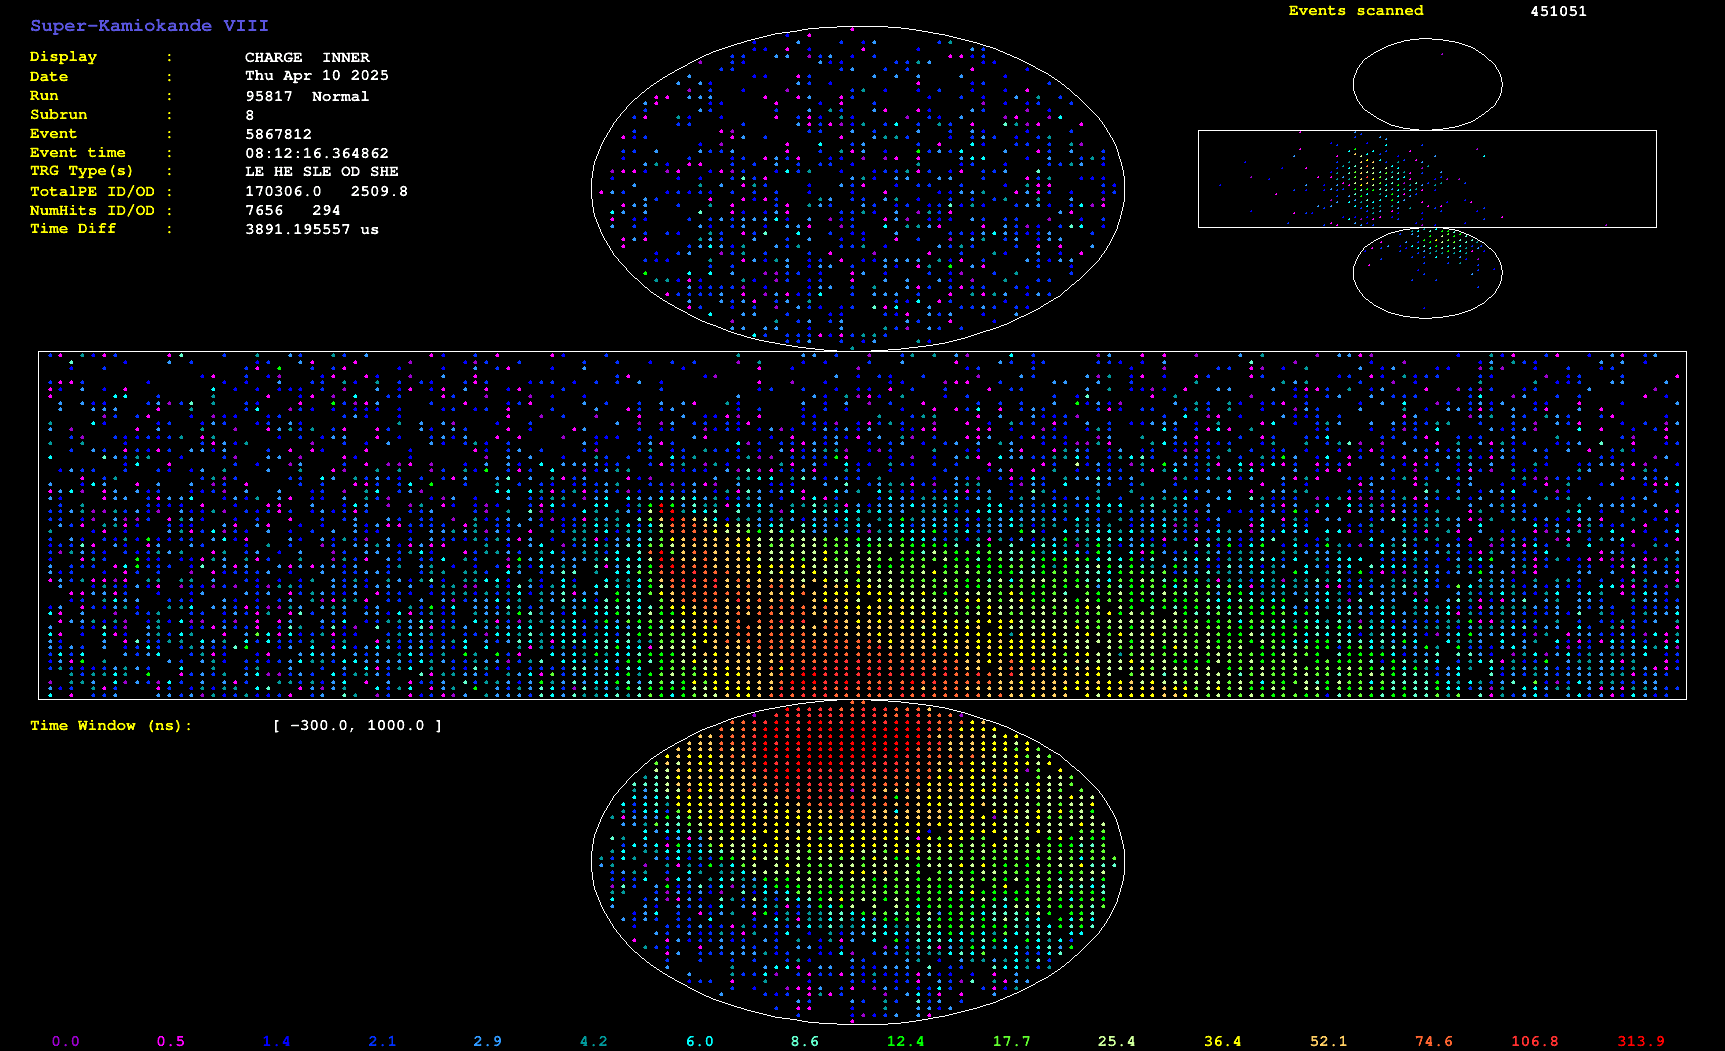 Super-Kamiokande VIII
Events scanned 451051
Display : CHARGE INNER
Date : Thu Apr 10 2025
Run : 95817 Normal
Subrun : 8
Event : 5867812
Event time : 08:12:16.364862
TRG Type(s) : LE HE SLE OD SHE
TotalPE ID/OD : 170306.0 2509.8
NumHits ID/OD : 7656 294
Time Diff : 3891.195557 us
Time Window (ns): [ -300.0, 1000.0 ]
0.0 0.5 1.4 2.1 2.9 4.2 6.0 8.6 12.4 17.7 25.4 36.4 52.1 74.6 106.8 313.9